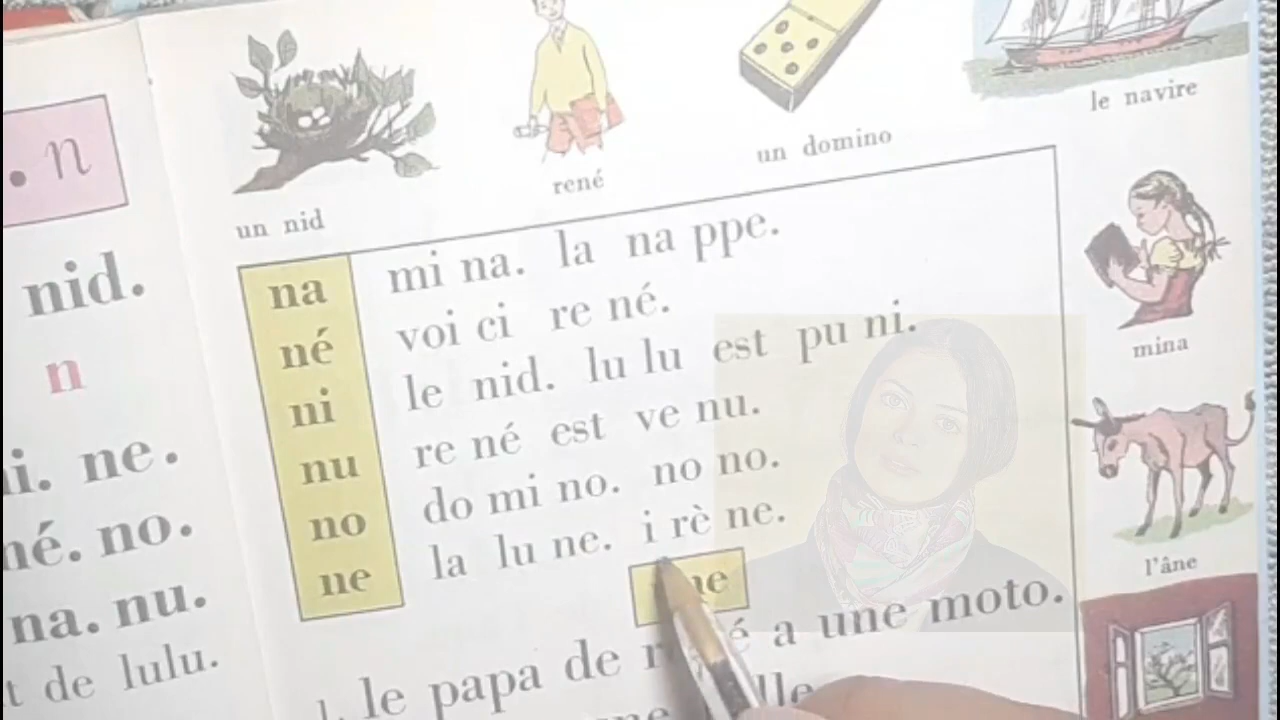 . n
nid.
n
ni. ne.
né. no.
na. nu.
t de lulu.
un nid
rené
un domino
le navire
mina
l'âne
na mi na. la na ppe.
né voi ci re né.
ni le nid. lu lu est pu ni.
nu re né est ve nu.
no do mi no. no no.
ne la lu ne. i rè ne.
1. le papa de r é a une moto.